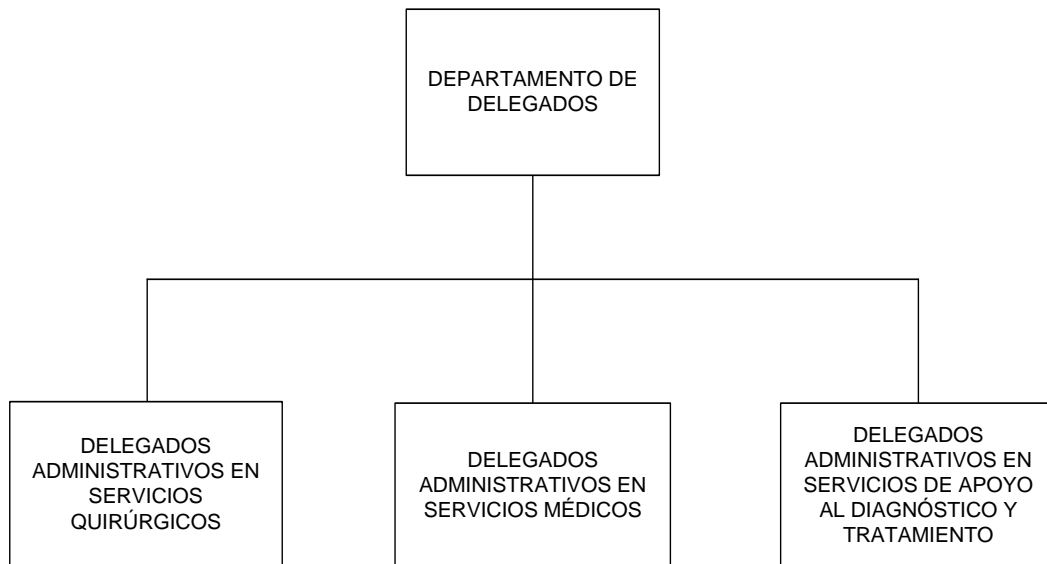 DEPARTAMENTO DE
DELEGADOS
DELEGADOS
ADMINISTRATIVOS EN
SERVICIOS
QUIRÚRGICOS
DELEGADOS
ADMINISTRATIVOS EN
SERVICIOS MÉDICOS
DELEGADOS
ADMINISTRATIVOS EN
SERVICIOS DE APOYO
AL DIAGNÓSTICO Y
TRATAMIENTO